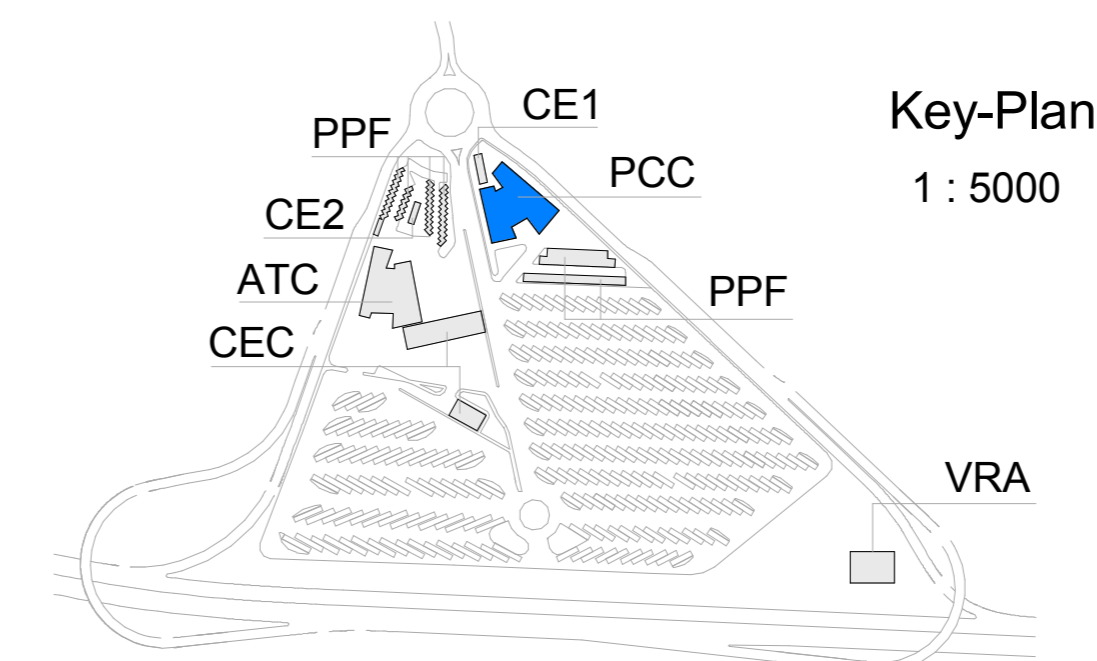 CE1
Key-Plan
PPF
PCC
1 : 5000
CE2
ATC
PPF
CEC
VRA